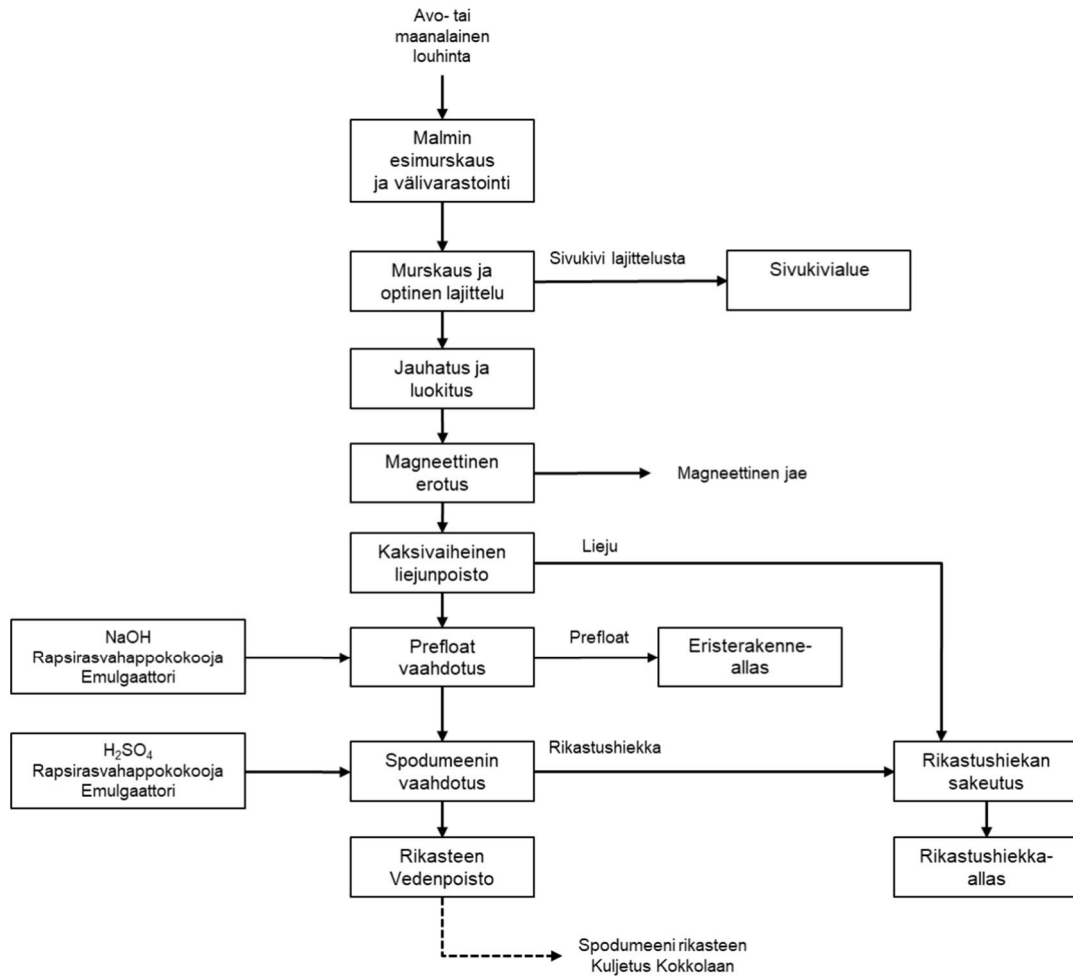 Avo- tai
maanalainen
louhinta
Malmin
esimurskaus
ja välivarastointi
Murskaus ja
optinen lajittelu
Sivukivi lajittelusta
Sivukivialue
Jauhatus ja
luokitus
Magneettinen
erotus
Magneettinen jae
Kaksivaiheinen
liejunpoisto
Lieju
NaOH
Rapsirasvahappokokooja
Emulgaattori
Prefloat
vaahdotus
Prefloat
Eristerakenne-
allas
H₂SO₄
Rapsirasvahappokokooja
Emulgaattori
Spodumeenin
vaahdotus
Rikastushiekka
Rikastushiekan
sakeutus
Rikasteen
Vedenpoisto
Rikastushiekka-
allas
Spodumeeni rikasteen
Kuljetus Kokkolaan